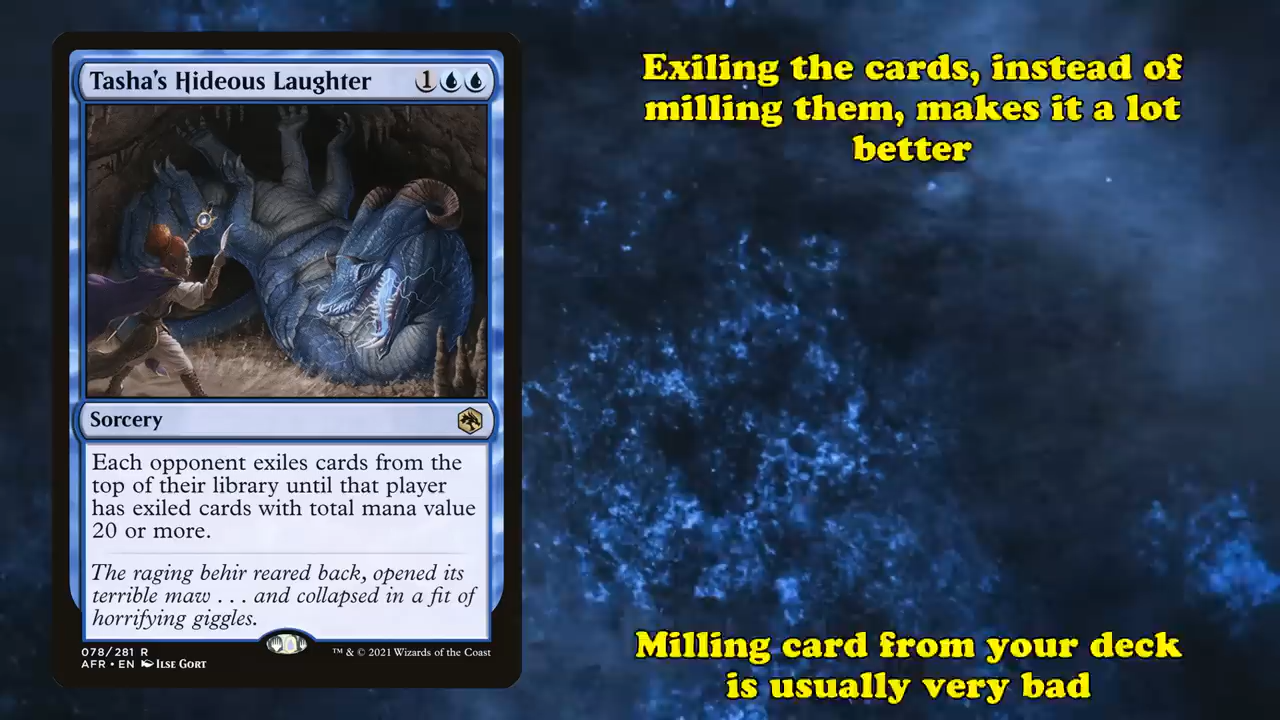 Tasha's Hideous Laughter 1
Sorcery
Each opponent exiles cards from the
top of their library until that player
has exiled cards with total mana value
20 or more.
The raging behir reared back, opened its
terrible maw . . . and collapsed in a fit of
horrifying giggles.
078/281 R
AFR • EN ILSE GORT
™ & © 2021 Wizards of the Coast
Exiling the cards, instead of
milling them, makes it a lot
better
Milling card from your deck
is usually very bad